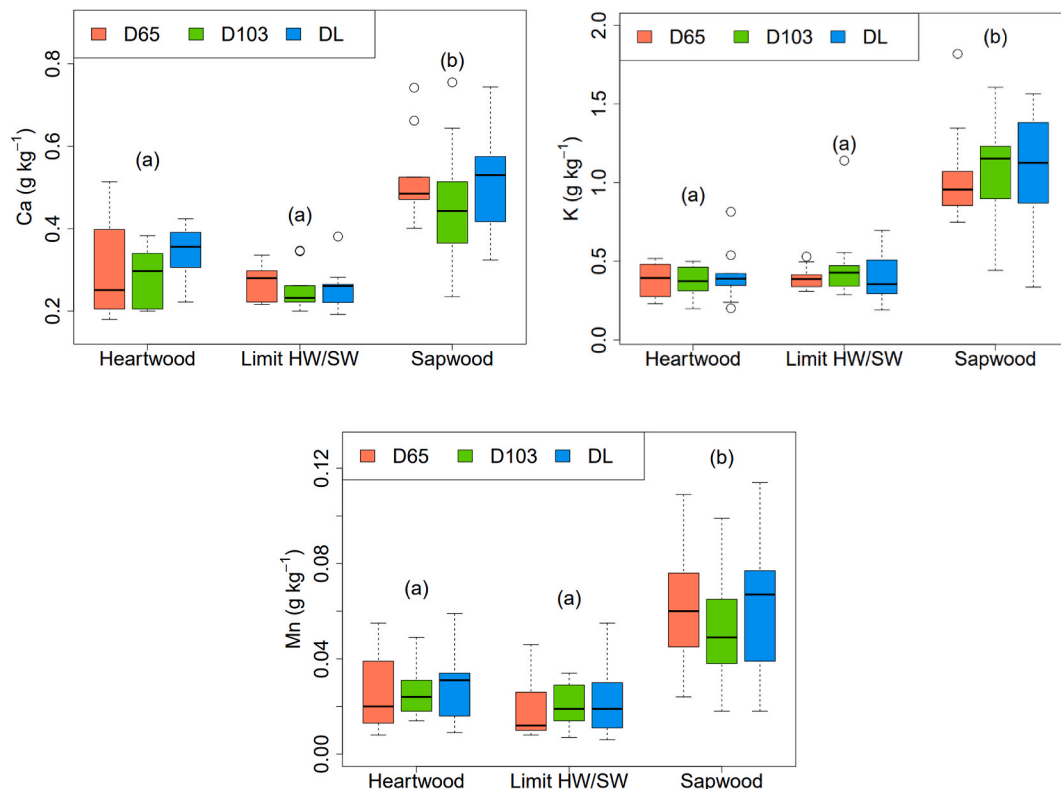 D65 D103 DL
0.8
(b)
0.6
Ca (g kg⁻¹)
(a)
0.4
(a)
0.2
Heartwood Limit HW/SW Sapwood
D65 D103 DL
2.0
(b)
1.5
(a)
K (g kg⁻¹)
1.0
(a)
0.5
0.0
Heartwood Limit HW/SW Sapwood
D65 D103 DL
(b)
0.12
Mn (g kg⁻¹)
0.08
(a) (a)
0.04
0.00
Heartwood Limit HW/SW Sapwood